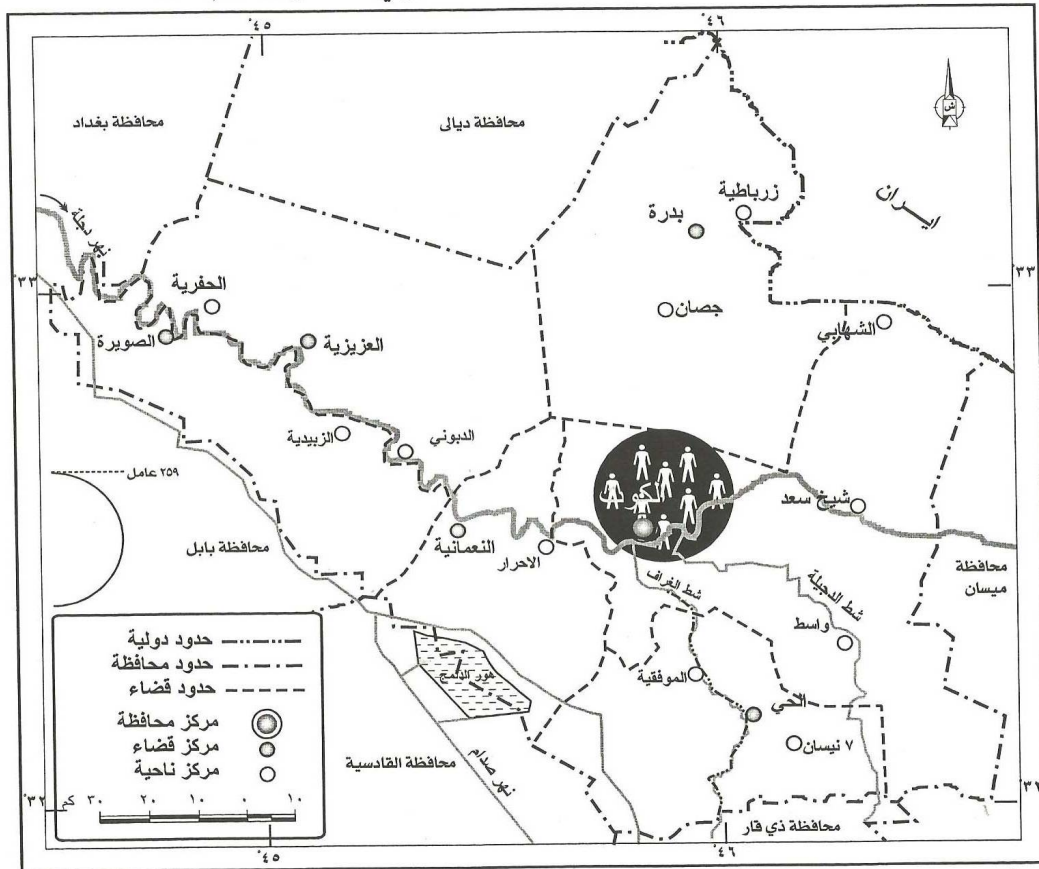 ٤٥°
٤٦°
محافظة بغداد
محافظة ديالى
ش
ايران
زرباطية
بدرة
نهر دجلة
٣٣°
٣٣°
الحفرية
جصان
الشهابي
الصويرة
العزيزية
الزبيدية
الدبوني
٢٥٩ عامل
الكوت
شيخ سعد
النعمانية
الاحرار
محافظة بابل
محافظة
ميسان
شط الغراف
شط الدجيلة
واسط
الموفقية
هور الدلمج
الحي
٧ نيسان
محافظة القادسية
نهر صدام
حدود دولية
حدود محافظة
حدود قضاء
مركز محافظة
مركز قضاء
مركز ناحية
٣٢°
كم ٣٠ ٢٠ ١٠ ٠ ١٠
٣٢°
محافظة ذي قار
٤٥°
٤٦°